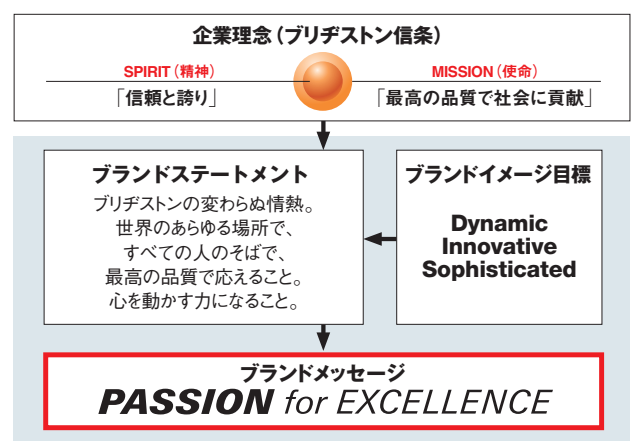 企業理念（ブリヂストン信条）
SPIRIT（精神）
「信頼と誇り」
MISSION（使命）
「最高の品質で社会に貢献」
ブランドステートメント
ブリヂストンの変わらぬ情熱。
世界のあらゆる場所で、
すべての人のそばで、
最高の品質で応えること。
心を動かす力になること。
ブランドイメージ目標
Dynamic
Innovative
Sophisticated
ブランドメッセージ
PASSION for EXCELLENCE